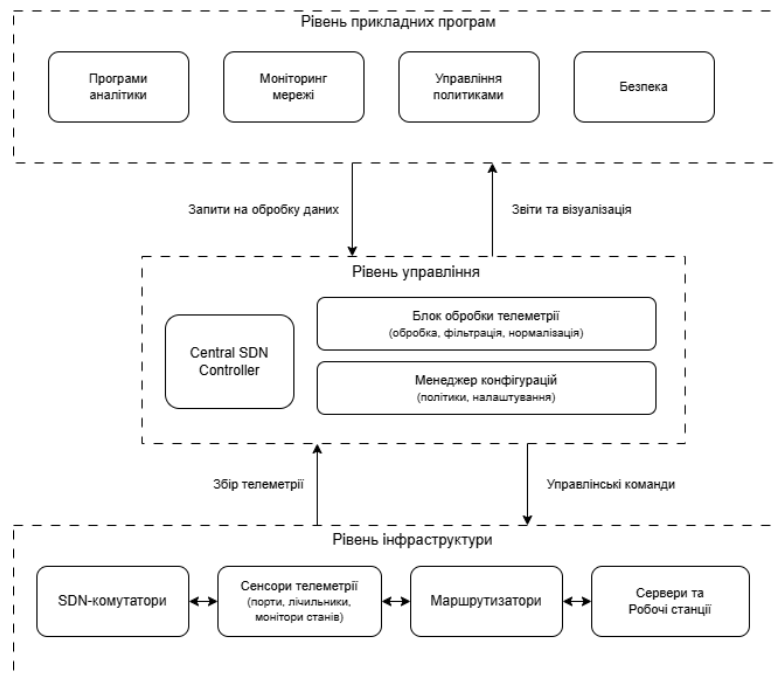 Рівень прикладних програм
Програми
аналітики
Моніторинг
мережі
Управління
політиками
Безпека
Запити на обробку даних
Звіти та візуалізація
Рівень управління
Central SDN
Controller
Блок обробки телеметрії
(обробка, фільтрація, нормалізація)
Менеджер конфігурацій
(політики, налаштування)
Збір телеметрії
Управлінські команди
Рівень інфраструктури
SDN-комутатори
Сенсори телеметрії
(порти, лічильники,
монітори станів)
Маршрутизатори
Сервери та
Робочі станції